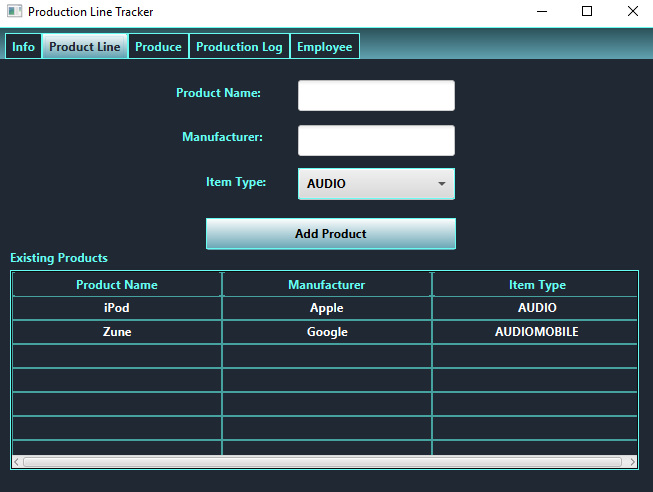 Production Line Tracker
Info Product Line Produce Production Log Employee
Product Name:
Manufacturer:
Item Type: AUDIO
Add Product
Existing Products
Product Name Manufacturer Item Type
iPod Apple AUDIO
Zune Google AUDIOMOBILE